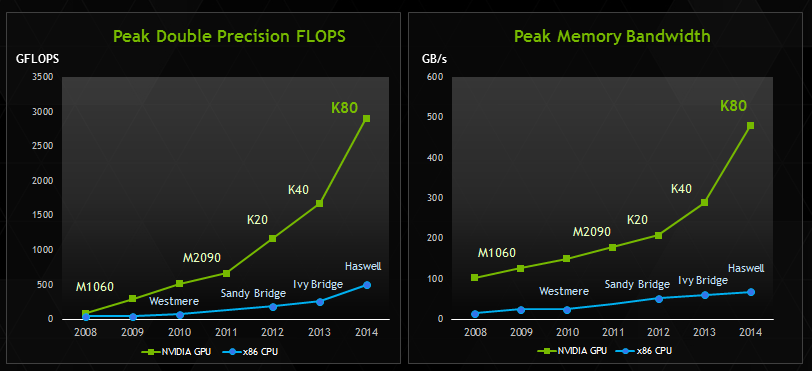 Peak Double Precision FLOPS
GFLOPS
3500
3000
2500
2000
1500
1000
500
0
K80
K40
K20
M2090
M1060
Haswell
Ivy Bridge
Sandy Bridge
Westmere
2008 2009 2010 2011 2012 2013 2014
NVIDIA GPU x86 CPU
Peak Memory Bandwidth
GB/s
600
500
400
300
200
100
0
K80
K40
K20
M2090
M1060
Haswell
Ivy Bridge
Sandy Bridge
Westmere
2008 2009 2010 2011 2012 2013 2014
NVIDIA GPU x86 CPU